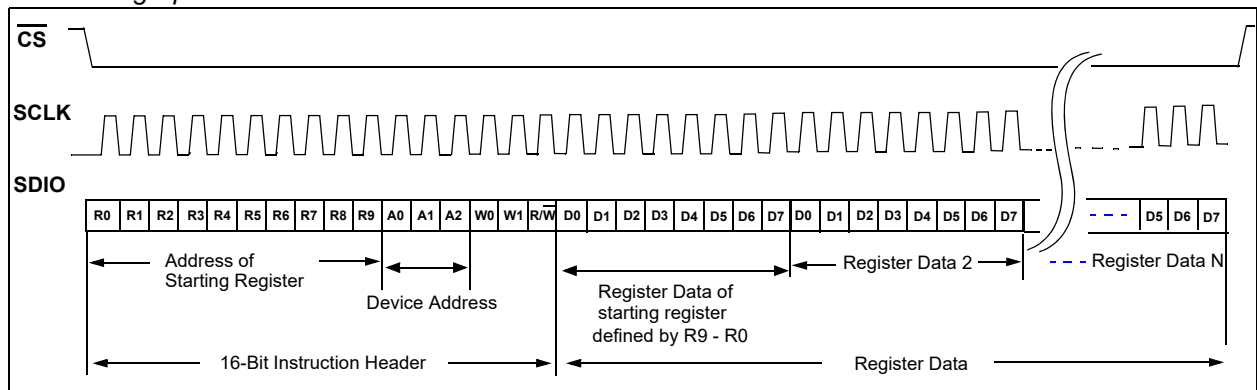 CS
SCLK
SDIO
R0 R1 R2 R3 R4 R5 R6 R7 R8 R9 A0 A1 A2 W0 W1 R/W D0 D1 D2 D3 D4 D5 D6 D7 D0 D1 D2 D3 D4 D5 D6 D7 D5 D6 D7
Address of
Starting Register
Device Address
Register Data of
starting register
defined by R9 - R0
Register Data 2
Register Data N
16-Bit Instruction Header
Register Data